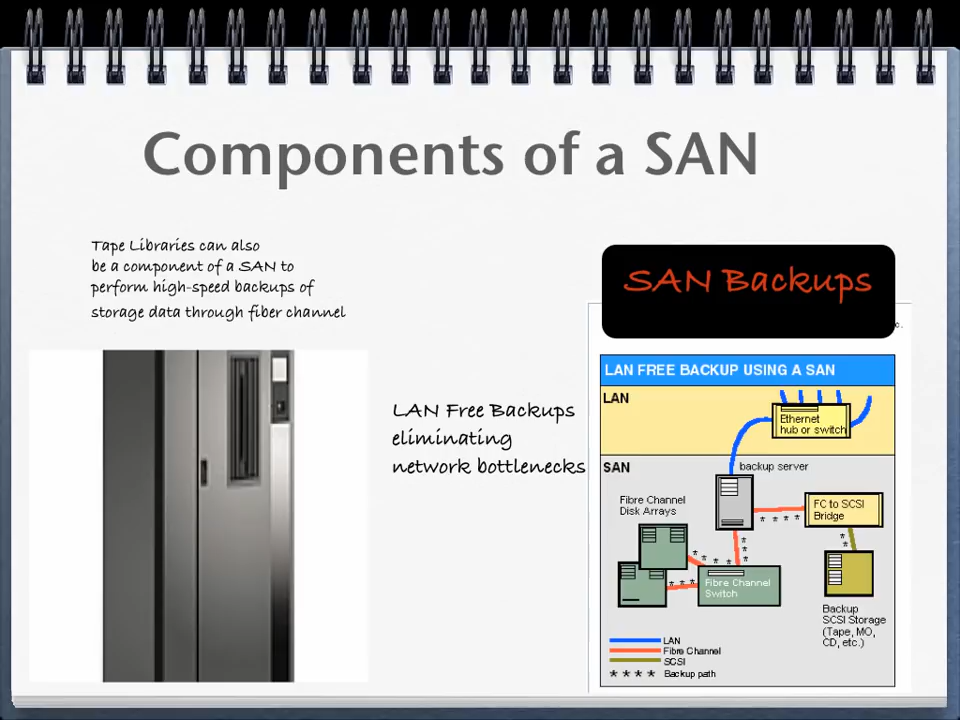 Components of a SAN
Tape Libraries can also
be a component of a SAN to
perform high-speed backups of
storage data through fiber channel
LAN Free Backups
eliminating
network bottlenecks
SAN Backups
c.
LAN FREE BACKUP USING A SAN
LAN
Ethernet
hub or switch
SAN
backup server
Fibre Channel
Disk Arrays
FC to SCSI
Bridge
Fibre Channel
Switch
Backup
SCSI Storage
(Tape, MO,
CD, etc.)
LAN
Fibre Channel
SCSI
* * * * Backup path